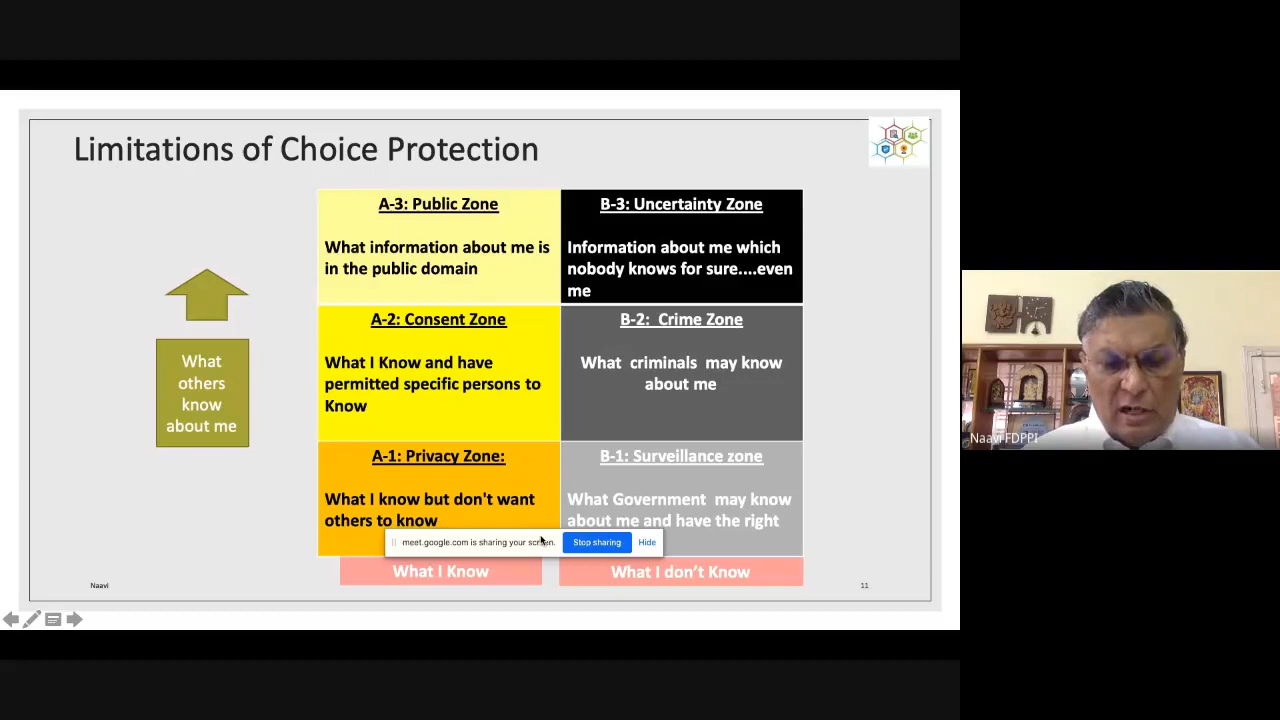 Limitations of Choice Protection
What
others
know
about me
A-3: Public Zone
What information about me is
in the public domain
B-3: Uncertainty Zone
Information about me which
nobody knows for sure....even
me
A-2: Consent Zone
What I Know and have
permitted specific persons to
Know
B-2:  Crime Zone
What  criminals  may know
about me
A-1: Privacy Zone:
What I know but don't want
others to know
B-1: Surveillance zone
What Government  may know
about me and have the right
meet.google.com is sharing your screen.
Stop sharing
Hide
What I Know
What I don’t Know
Naavi
11
Naavi FDPPI